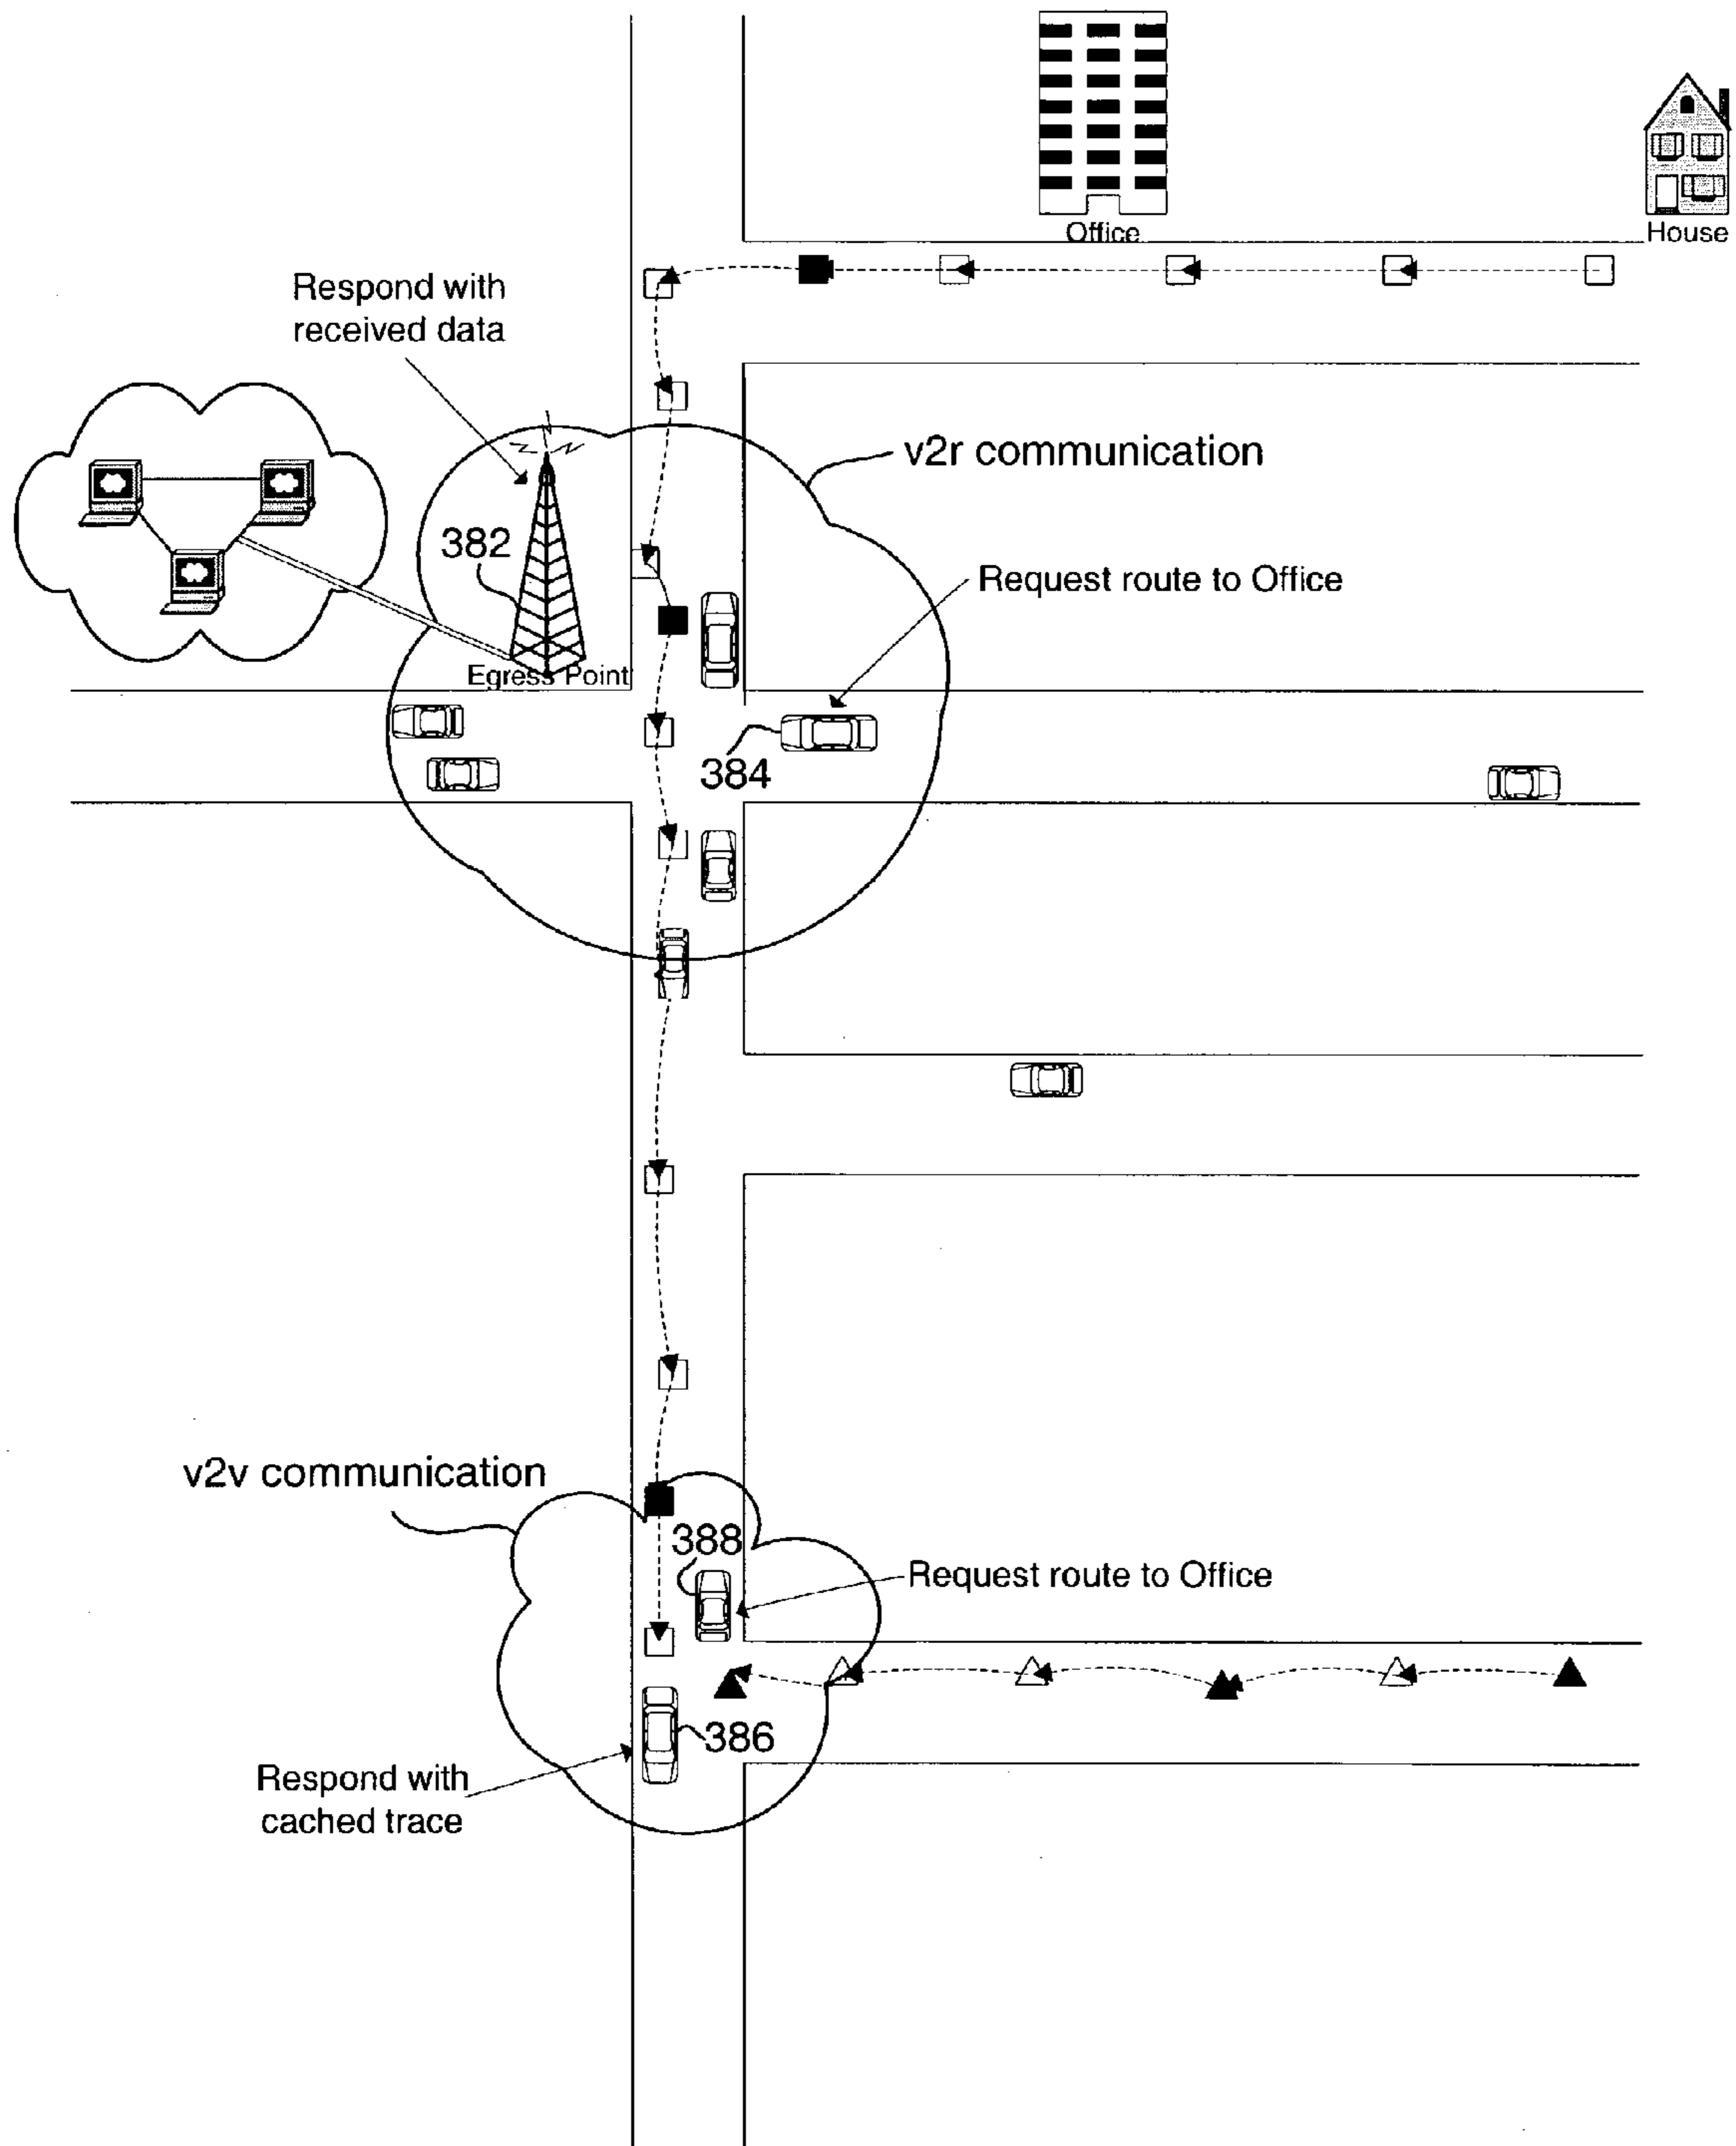 Office
House
Respond with
received data
v2r communication
382
Request route to Office
Egress Point
384
v2v communication
388
Request route to Office
386
Respond with
cached trace